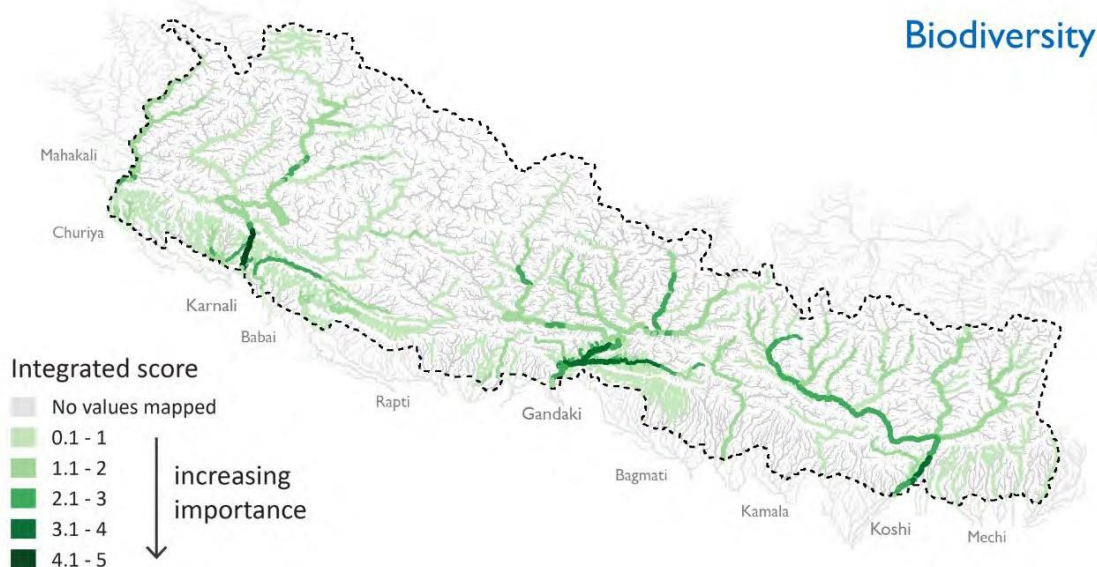 Biodiversity
Mahakali
Churiya
Karnali
Babai
Rapti
Gandaki
Bagmati
Kamala
Koshi
Mechi
Integrated score
No values mapped
0.1 - 1
1.1 - 2
2.1 - 3
3.1 - 4
4.1 - 5
increasing
importance